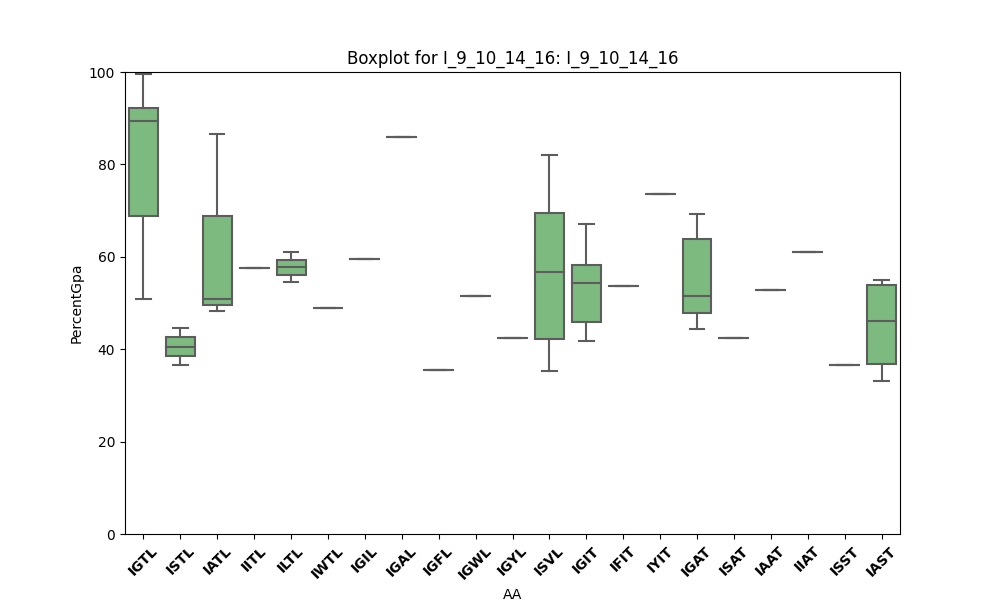 Boxplot for I_9_10_14_16: I_9_10_14_16
100
80
60
40
20
0
PercentGpa
IGTL
ISTL
IATL
IITL
ILTL
IWTL
IGIL
IGAL
IGFL
IGWL
IGYL
ISVL
IGIT
IFIT
IYIT
IGAT
ISAT
IAAT
IIAT
ISST
IAST
AA